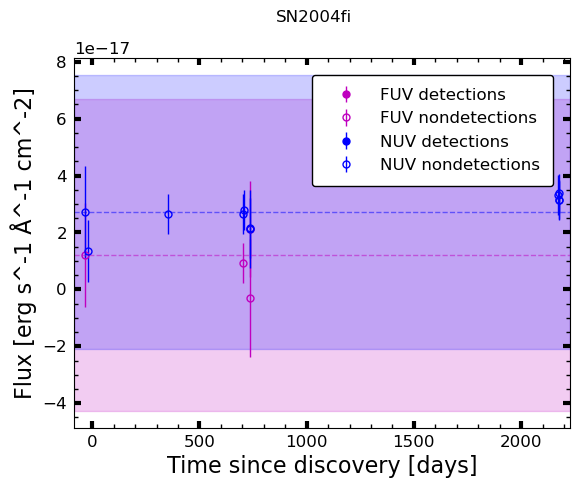 SN2004fi
1e−17
8
6
4
2
0
−2
−4
Flux [erg s^-1 Å^-1 cm^-2]
FUV detections
FUV nondetections
NUV detections
NUV nondetections
0
500
1000
1500
2000
Time since discovery [days]